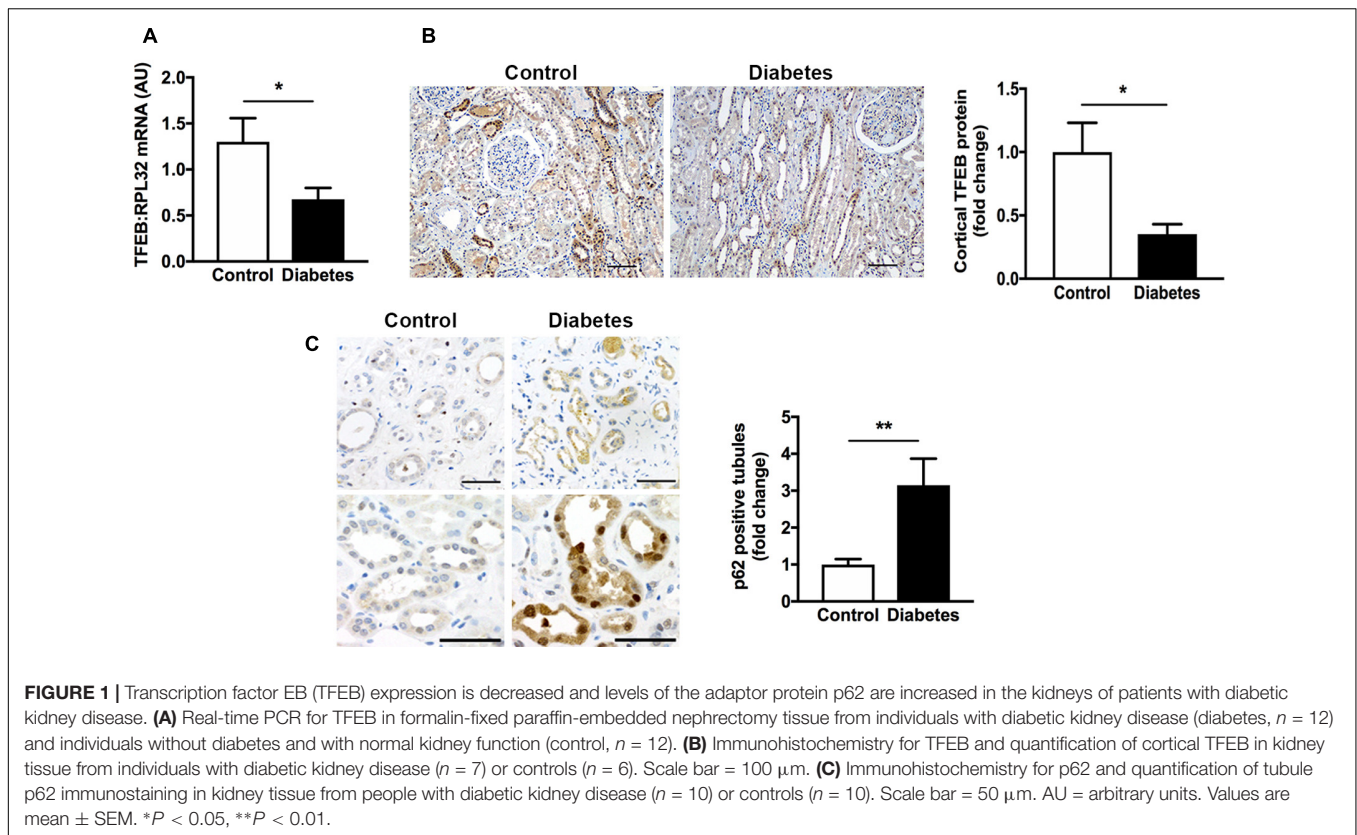 A
TFEB:RPL32 mRNA (AU)
2.0
1.5
1.0
0.5
0.0
*
Control Diabetes
B
Control Diabetes
Cortical TFEB protein
(fold change)
1.5
1.0
0.5
0.0
*
Control Diabetes
C
Control Diabetes
p62 positive tubules
(fold change)
5
4
3
2
1
0
**
Control Diabetes
FIGURE 1 | Transcription factor EB (TFEB) expression is decreased and levels of the adaptor protein p62 are increased in the kidneys of patients with diabetic
kidney disease. (A) Real-time PCR for TFEB in formalin-fixed paraffin-embedded nephrectomy tissue from individuals with diabetic kidney disease (diabetes, n = 12)
and individuals without diabetes and with normal kidney function (control, n = 12). (B) Immunohistochemistry for TFEB and quantification of cortical TFEB in kidney
tissue from individuals with diabetic kidney disease (n = 7) or controls (n = 6). Scale bar = 100 μm. (C) Immunohistochemistry for p62 and quantification of tubule
p62 immunostaining in kidney tissue from people with diabetic kidney disease (n = 10) or controls (n = 10). Scale bar = 50 μm. AU = arbitrary units. Values are
mean ± SEM. *P < 0.05, **P < 0.01.